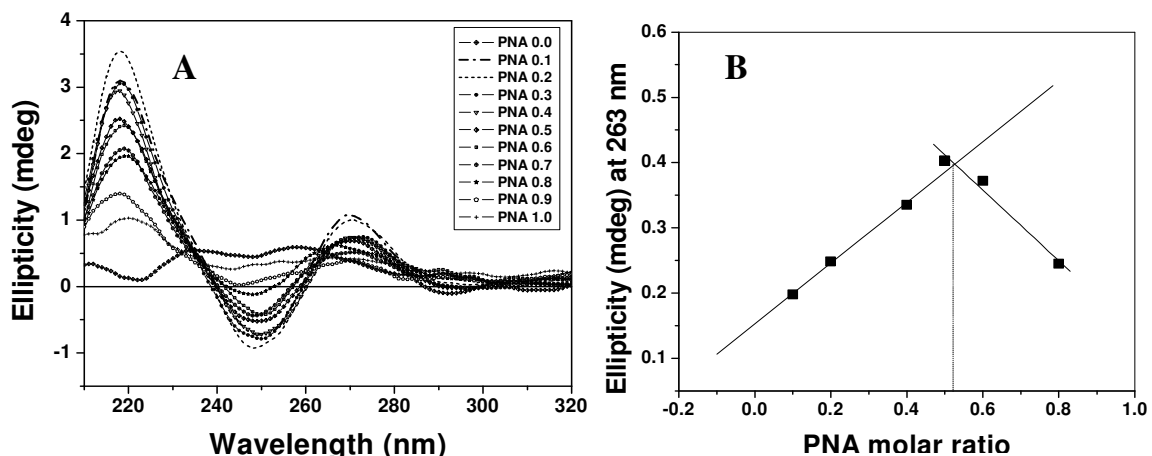 A
4
3
2
1
0
-1
Ellipticity (mdeg)
220 240 260 280 300 320
Wavelength (nm)
PNA 0.0
PNA 0.1
PNA 0.2
PNA 0.3
PNA 0.4
PNA 0.5
PNA 0.6
PNA 0.7
PNA 0.8
PNA 0.9
PNA 1.0
B
0.6
0.5
0.4
0.3
0.2
0.1
Ellipticity (mdeg) at 263 nm
-0.2 0.0 0.2 0.4 0.6 0.8 1.0
PNA molar ratio